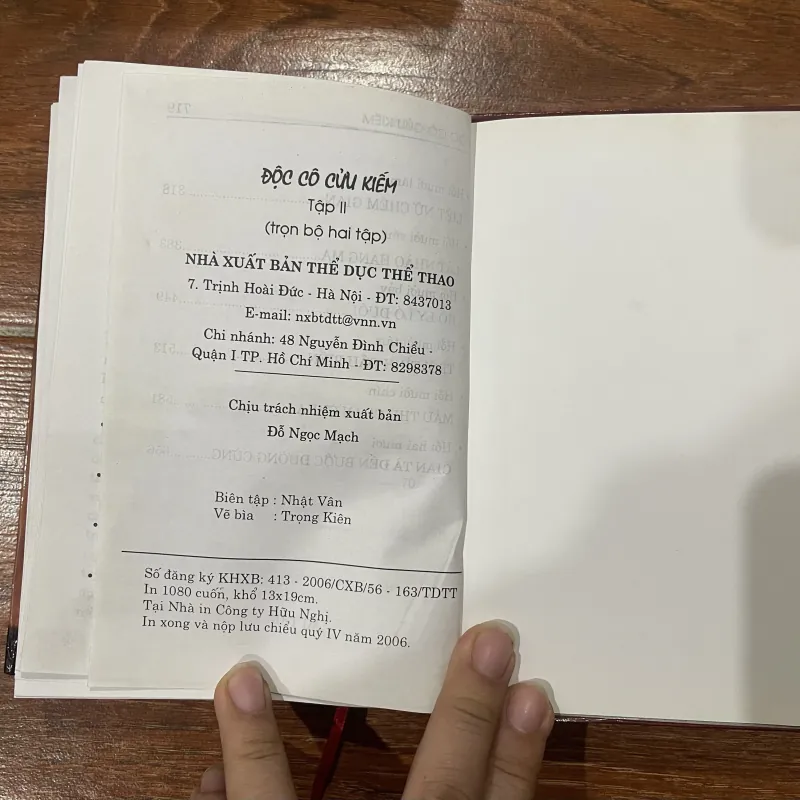 ĐỘC CÔ CỬU KIẾM
Tập II
(trọn bộ hai tập)
NHÀ XUẤT BẢN THỂ DỤC THỂ THAO
7. Trịnh Hoài Đức - Hà Nội - ĐT: 8437013
E-mail: nxbtdtt@vnn.vn
Chi nhánh: 48 Nguyễn Đình Chiểu -
Quận I TP. Hồ Chí Minh - ĐT: 8298378
Chịu trách nhiệm xuất bản
Đỗ Ngọc Mạch
Biên tập : Nhật Vân
Vẽ bìa : Trọng Kiên
Số đăng ký KHXB: 413 - 2006/CXB/56 - 163/TDTT
In 1080 cuốn, khổ 13x19cm.
Tại Nhà in Công ty Hữu Nghị.
In xong và nộp lưu chiểu quý IV năm 2006.